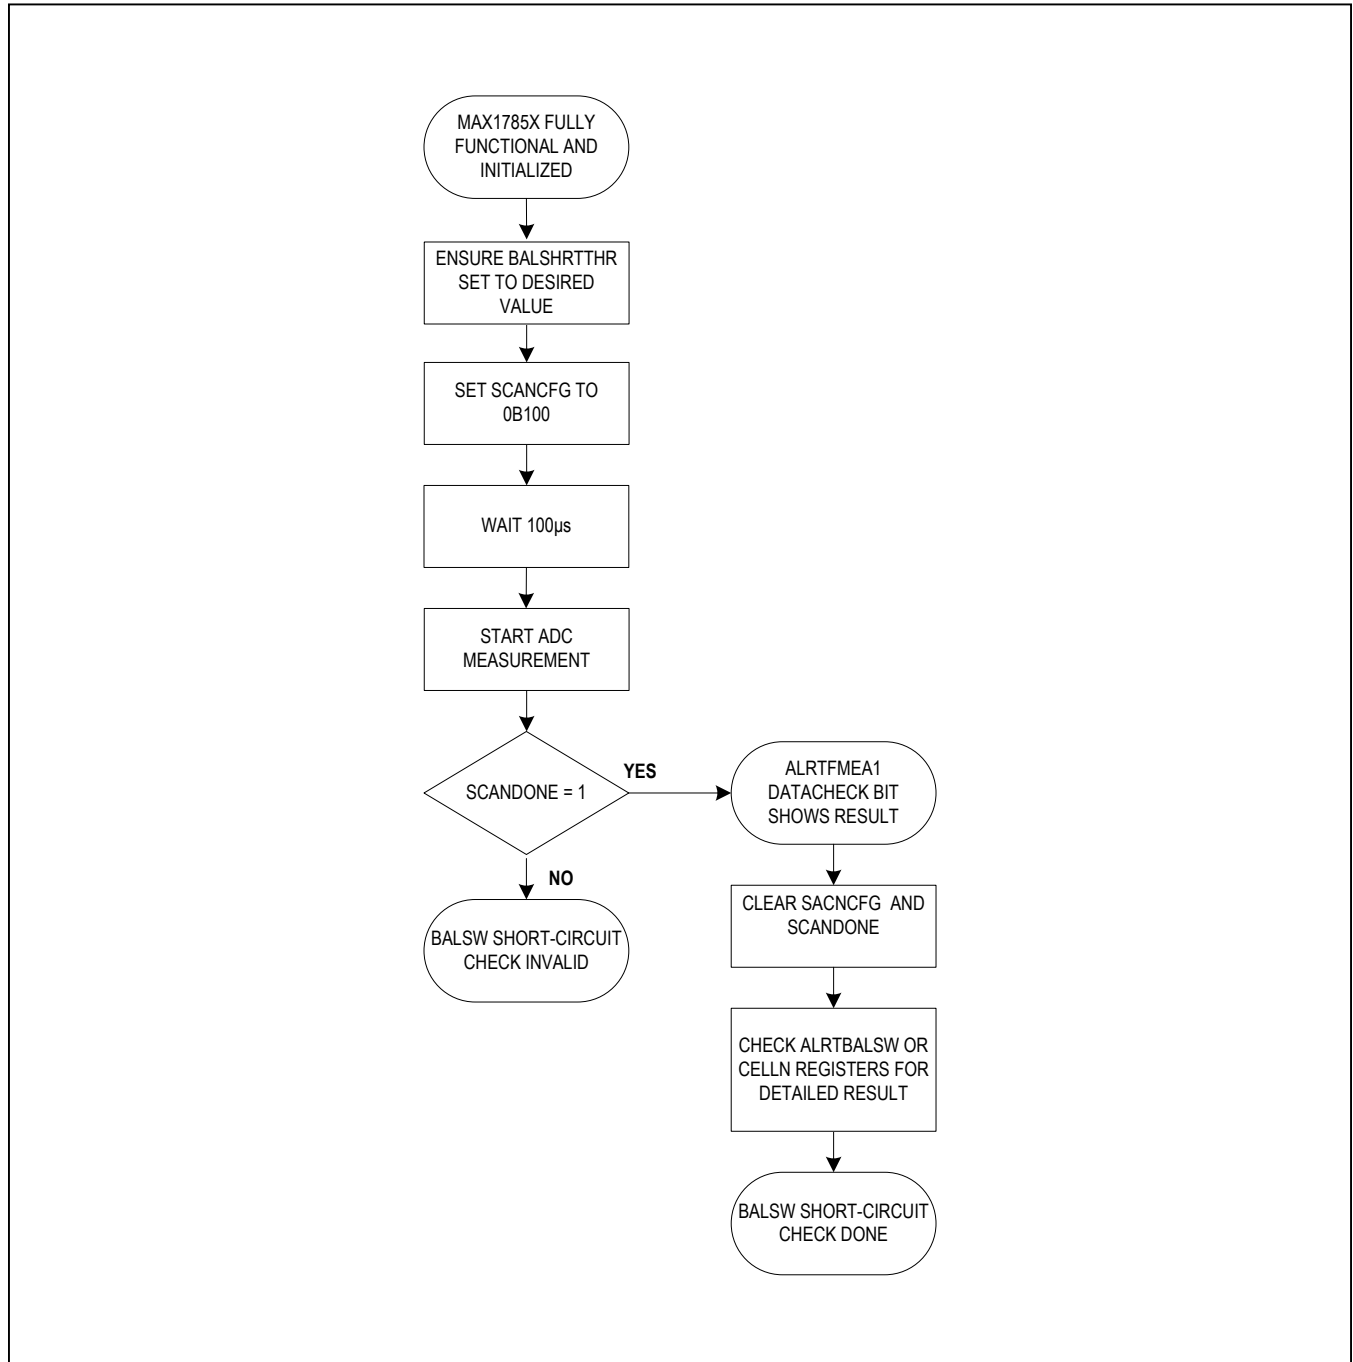 MAX1785X FULLY
FUNCTIONAL AND
INITIALIZED
ENSURE BALSHRTTHR
SET TO DESIRED
VALUE
SET SCANCFG TO
0B100
WAIT 100µs
START ADC
MEASUREMENT
SCANDONE = 1
YES
ALRTFMEA1
DATACHECK BIT
SHOWS RESULT
NO
BALSW SHORT-CIRCUIT
CHECK INVALID
CLEAR SACNCFG AND
SCANDONE
CHECK ALRTBALSW OR
CELLN REGISTERS FOR
DETAILED RESULT
BALSW SHORT-CIRCUIT
CHECK DONE